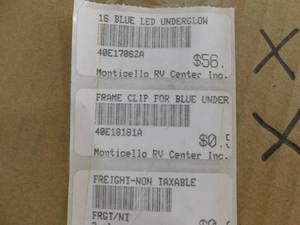 16 BLUE LED UNDERGLOW
40E17062A
$56.
Monticello RV Center Inc.
FRAME CLIP FOR BLUE UNDER
40E18181A
$0.5
Monticello RV Center Inc.
FREIGHT-NON TAXABLE
FRGT/NT